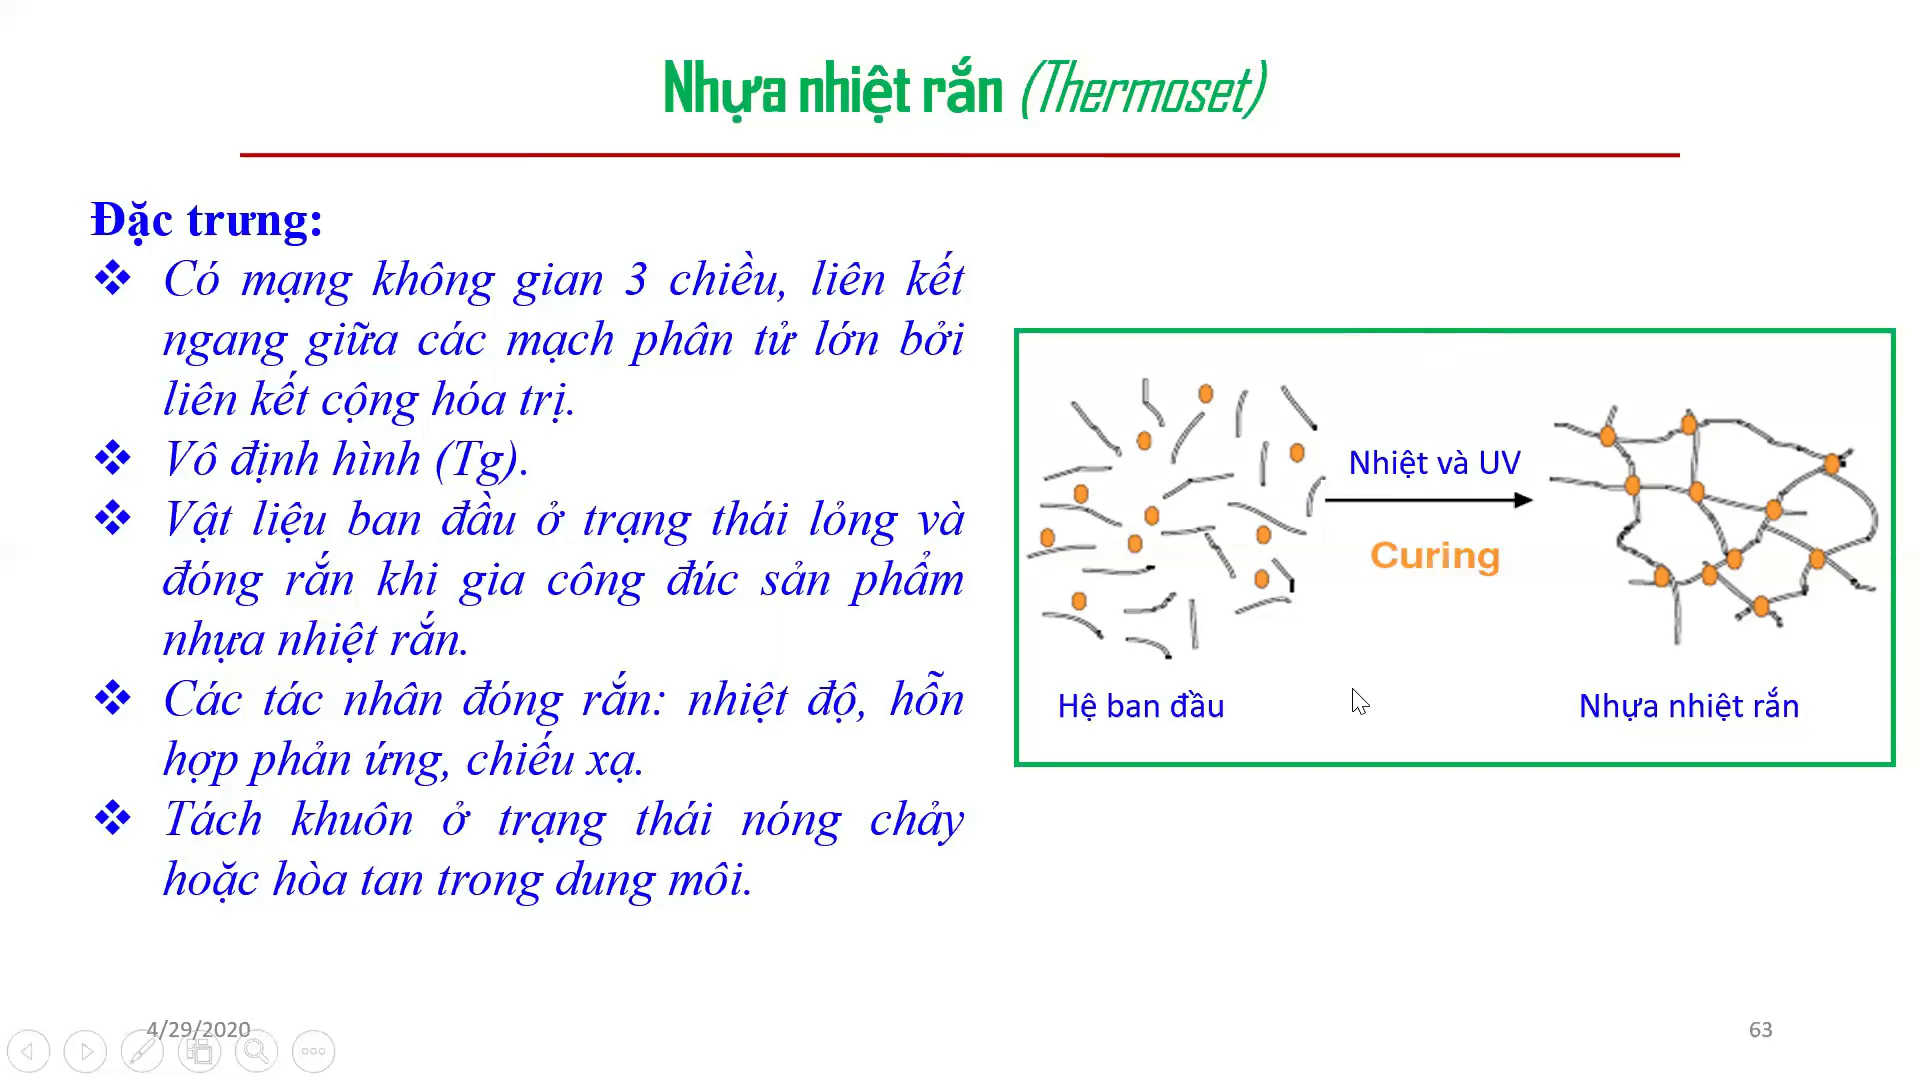 Nhựa nhiệt rắn (Thermoset)
Đặc trưng:
❖ Có mạng không gian 3 chiều, liên kết
ngang giữa các mạch phân tử lớn bởi
liên kết cộng hóa trị.
❖ Vô định hình (Tg).
❖ Vật liệu ban đầu ở trạng thái lỏng và
đóng rắn khi gia công đúc sản phẩm
nhựa nhiệt rắn.
❖ Các tác nhân đóng rắn: nhiệt độ, hỗn
hợp phản ứng, chiếu xạ.
❖ Tách khuôn ở trạng thái nóng chảy
hoặc hòa tan trong dung môi.
Nhiệt và UV
Curing
Hệ ban đầu
Nhựa nhiệt rắn
4/29/2020
63